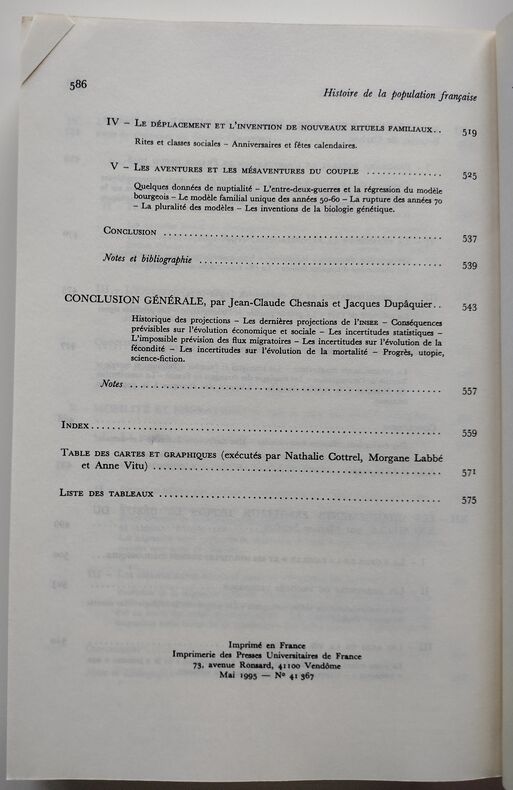 586
Histoire de la population française
IV – Le déplacement et l'invention de nouveaux rituels familiaux.. 519
Rites et classes sociales – Anniversaires et fêtes calendaires.
V – Les aventures et les mésaventures du couple ............... 525
Quelques données de nuptialité – L'entre-deux-guerres et la régression du modèle
bourgeois – Le modèle familial unique des années 50-60 – La rupture des années 70
– La pluralité des modèles – Les inventions de la biologie génétique.
Conclusion ........................................................ 537
Notes et bibliographie ................................................. 539
CONCLUSION GÉNÉRALE, par Jean-Claude Chesnais et Jacques Dupâquier.. 543
Historique des projections – Les dernières projections de l'INSEE – Conséquences
prévisibles sur l'évolution économique et sociale – Les incertitudes statistiques –
L'impossible prévision des flux migratoires – Les incertitudes sur l'évolution de la
fécondité – Les incertitudes sur l'évolution de la mortalité – Progrès, utopie,
science-fiction.
Notes ............................................................... 557
Index..................................................................... 559
Table des cartes et graphiques (exécutés par Nathalie Cottrel, Morgane Labbé
et Anne Vitu) ........................................................... 571
Liste des tableaux ......................................................... 575
Imprimé en France
Imprimerie des Presses Universitaires de France
73, avenue Ronsard, 41100 Vendôme
Mai 1995 — Nº 41 367